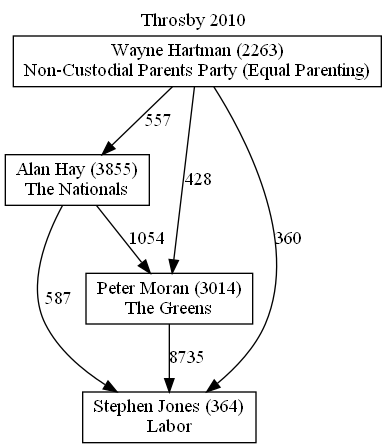 Throsby 2010
Wayne Hartman (2263)
Non-Custodial Parents Party (Equal Parenting)
557
Alan Hay (3855)
The Nationals
428
1054
360
Peter Moran (3014)
The Greens
587
8735
Stephen Jones (364)
Labor